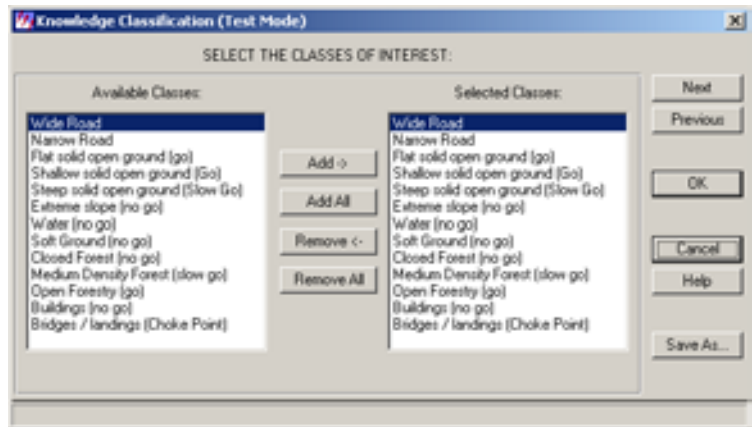 Knowledge Classification (Test Mode)
SELECT THE CLASSES OF INTEREST:
Available Classes:
Wide Road
Narrow Road
Flat solid open ground (go)
Shallow solid open ground (Go)
Steep solid open ground (Slow Go)
Extreme slope (no go)
Water (no go)
Soft Ground (no go)
Closed Forest (no go)
Medium Density Forest (slow go)
Open Forestry (go)
Buildings (no go)
Bridges / landings (Choke Point)
Add ->
Add All
Remove <-
Remove All
Selected Classes:
Wide Road
Narrow Road
Flat solid open ground (go)
Shallow solid open ground (Go)
Steep solid open ground (Slow Go)
Extreme slope (no go)
Water (no go)
Soft Ground (no go)
Closed Forest (no go)
Medium Density Forest (slow go)
Open Forestry (go)
Buildings (no go)
Bridges / landings (Choke Point)
Next
Previous
OK
Cancel
Help
Save As...